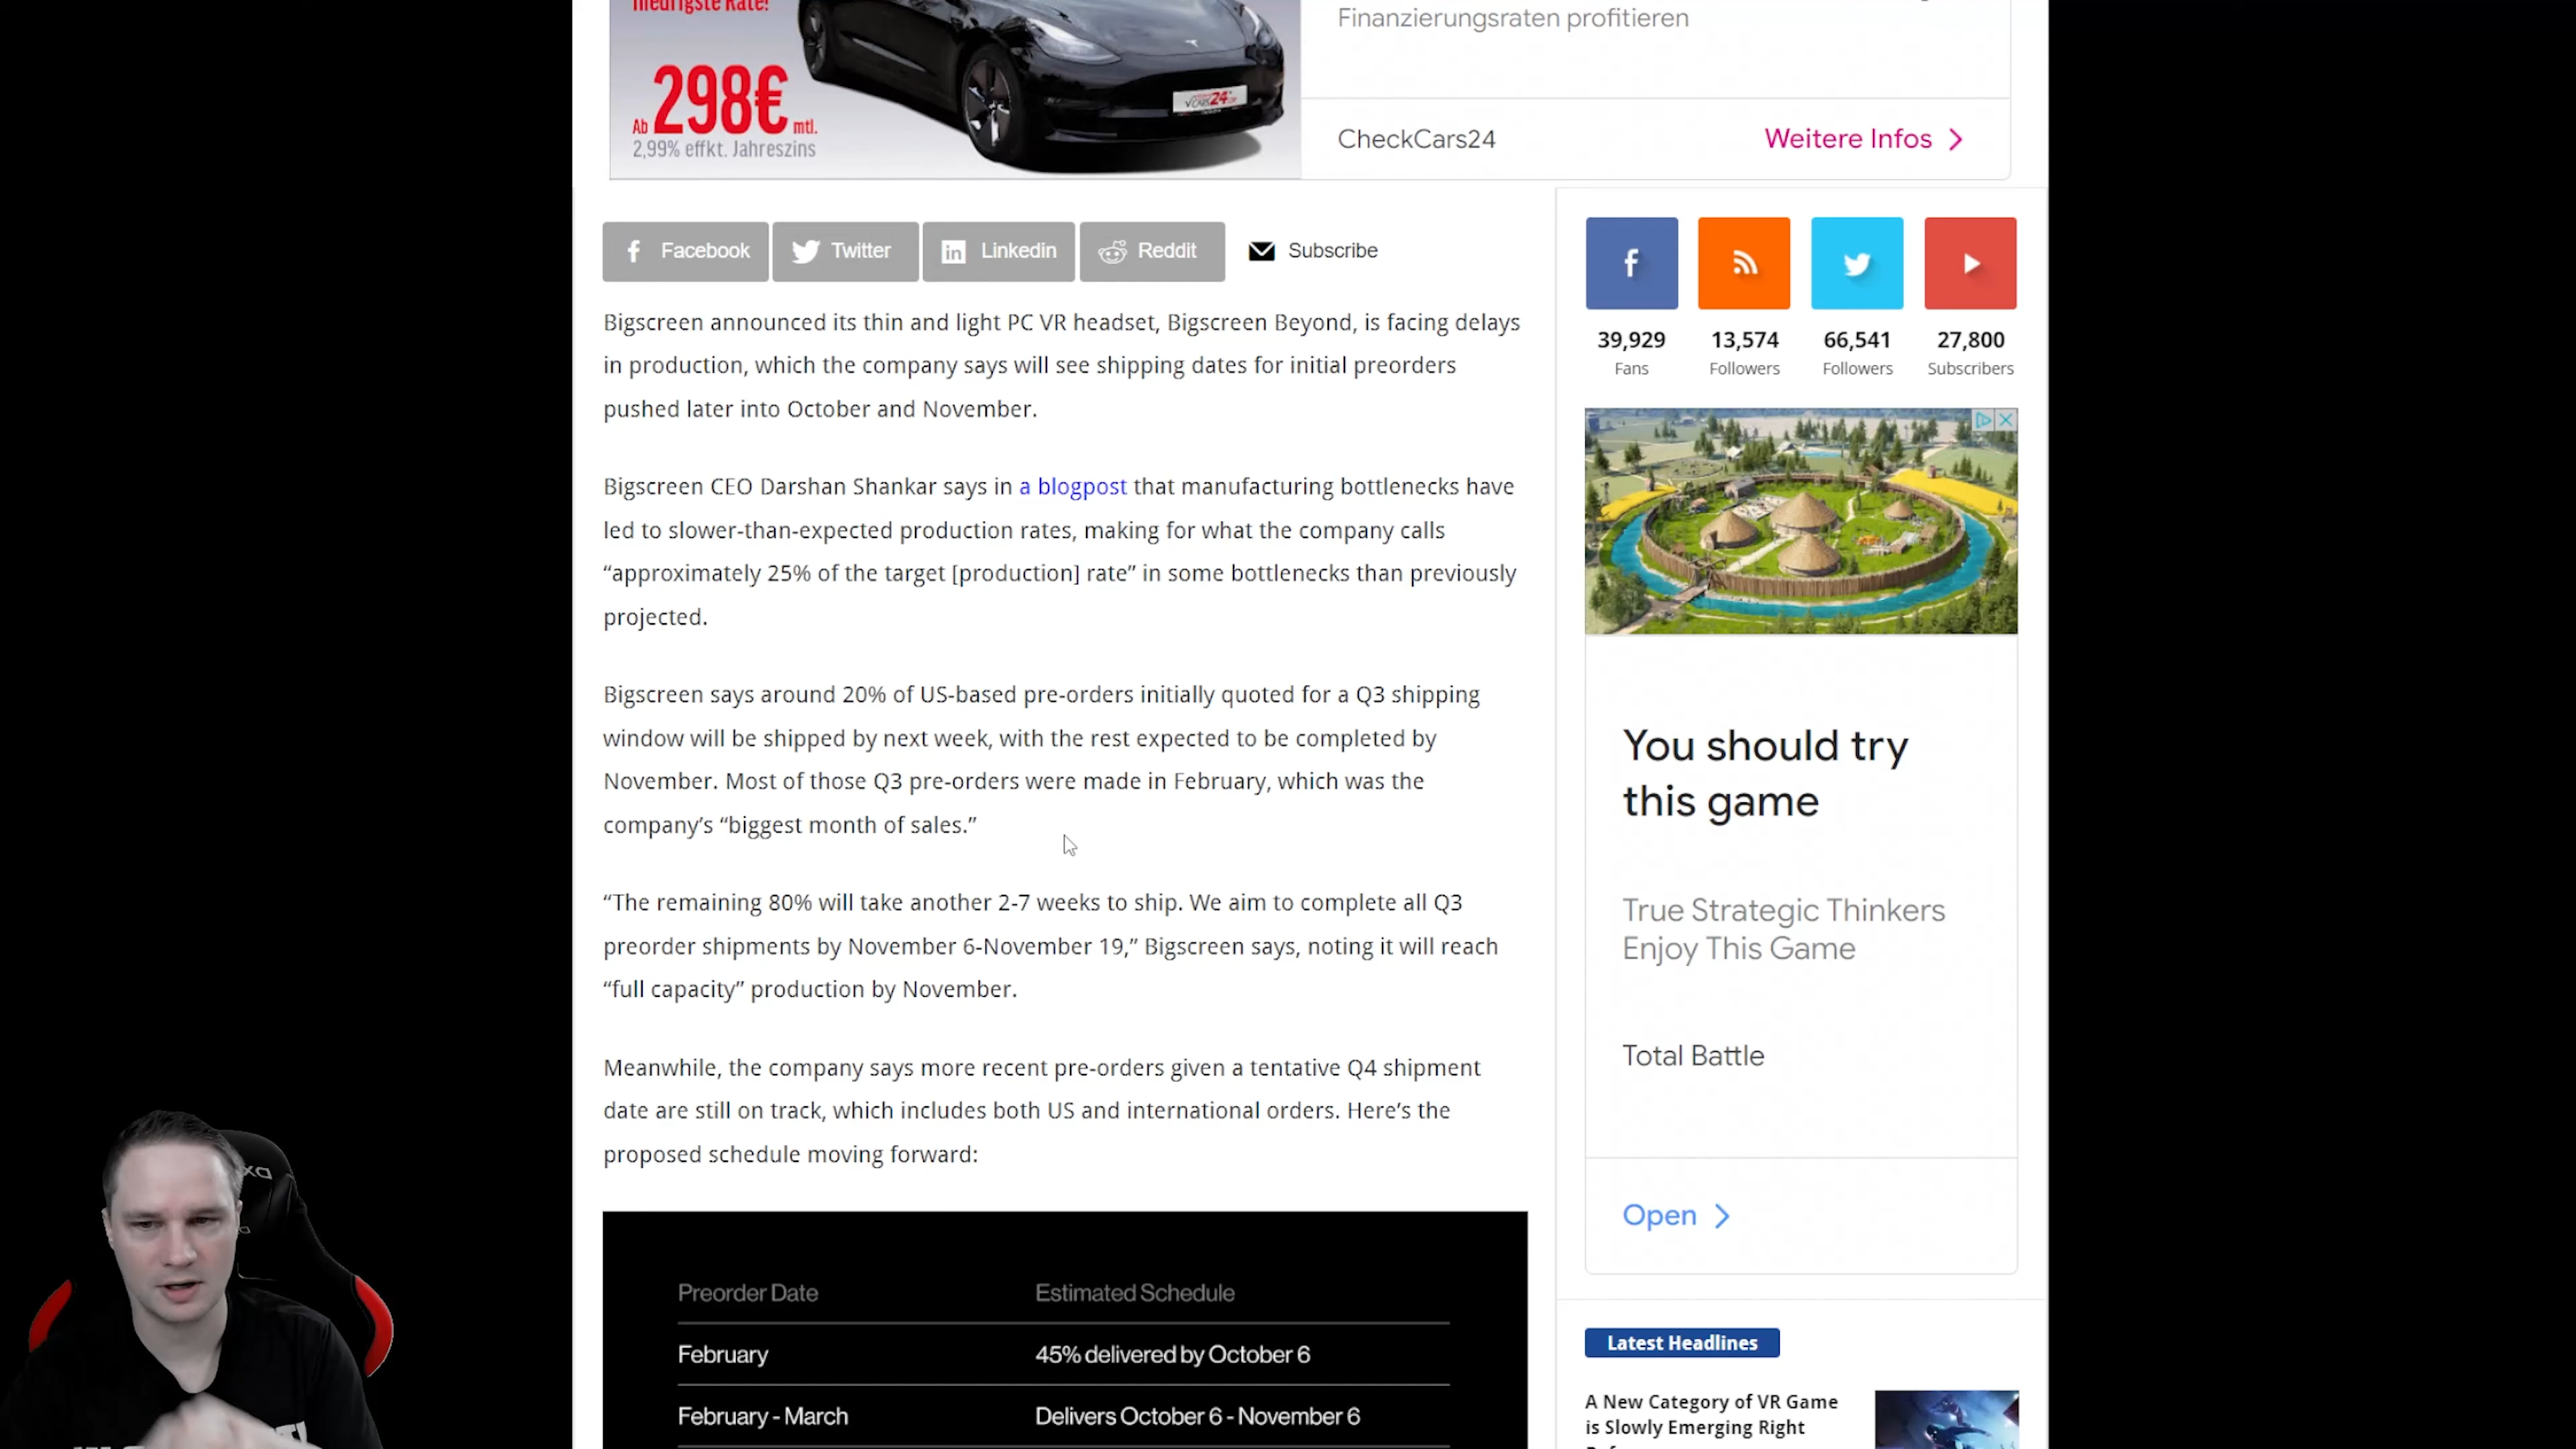 niedrigste Rate!
Ab 298€ mtl.
2,99% effkt. Jahreszins
CARS24
Finanzierungsraten profitieren
CheckCars24
Weitere Infos
Facebook
Twitter
Linkedin
Reddit
Subscribe
Bigscreen announced its thin and light PC VR headset, Bigscreen Beyond, is facing delays
in production, which the company says will see shipping dates for initial preorders
pushed later into October and November.
Bigscreen CEO Darshan Shankar says in a blogpost that manufacturing bottlenecks have
led to slower-than-expected production rates, making for what the company calls
“approximately 25% of the target [production] rate” in some bottlenecks than previously
projected.
Bigscreen says around 20% of US-based pre-orders initially quoted for a Q3 shipping
window will be shipped by next week, with the rest expected to be completed by
November. Most of those Q3 pre-orders were made in February, which was the
company’s “biggest month of sales.”
“The remaining 80% will take another 2-7 weeks to ship. We aim to complete all Q3
preorder shipments by November 6-November 19,” Bigscreen says, noting it will reach
“full capacity” production by November.
Meanwhile, the company says more recent pre-orders given a tentative Q4 shipment
date are still on track, which includes both US and international orders. Here’s the
proposed schedule moving forward:
Preorder Date
Estimated Schedule
February
45% delivered by October 6
February - March
Delivers October 6 - November 6
39,929
Fans
13,574
Followers
66,541
Followers
27,800
Subscribers
You should try
this game
True Strategic Thinkers
Enjoy This Game
Total Battle
Open
Latest Headlines
A New Category of VR Game
is Slowly Emerging Right